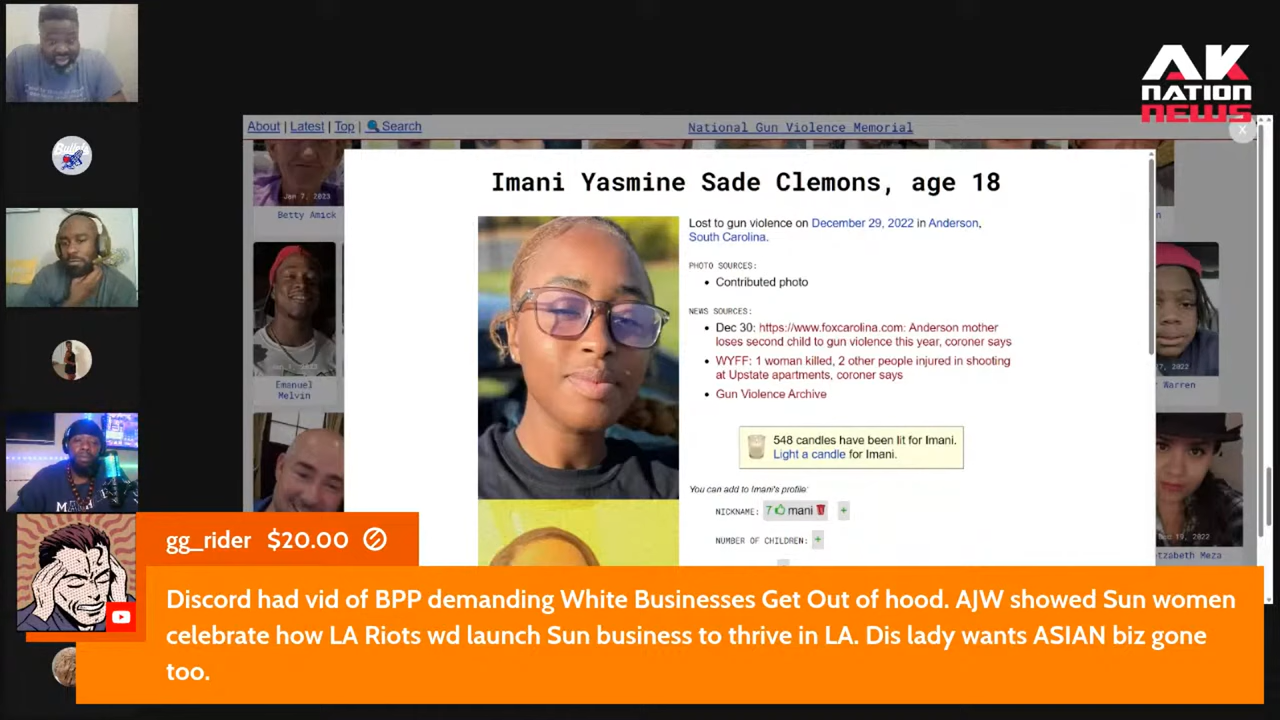 AK
NATION
NEWS
About | Latest | Top | Search
National Gun Violence Memorial
X
Jan 7, 2023
Betty Amick
Emanuel
Melvin
Warren
Imani Yasmine Sade Clemons, age 18
Lost to gun violence on December 29, 2022 in Anderson,
South Carolina.
PHOTO SOURCES:
• Contributed photo
NEWS SOURCES:
• Dec 30: https://www.foxcarolina.com: Anderson mother
loses second child to gun violence this year, coroner says
• WYFF: 1 woman killed, 2 other people injured in shooting
at Upstate apartments, coroner says
• Gun Violence Archive
548 candles have been lit for Imani.
Light a candle for Imani.
You can add to Imani's profile:
NICKNAME: 7 mani +
NUMBER OF CHILDREN: +
Meza
gg_rider $20.00
Discord had vid of BPP demanding White Businesses Get Out of hood. AJW showed Sun women
celebrate how LA Riots wd launch Sun business to thrive in LA. Dis lady wants ASIAN biz gone
too.